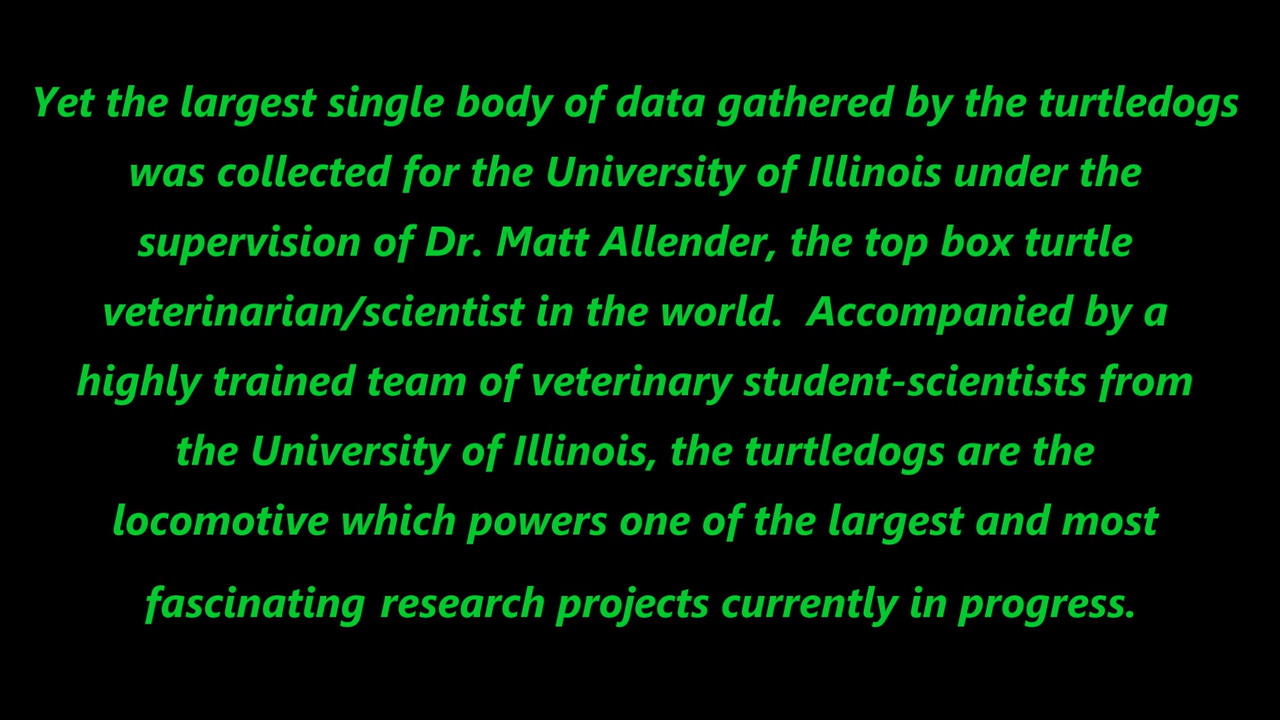 Yet the largest single body of data gathered by the turtledogs
was collected for the University of Illinois under the
supervision of Dr. Matt Allender, the top box turtle
veterinarian/scientist in the world.  Accompanied by a
highly trained team of veterinary student-scientists from
the University of Illinois, the turtledogs are the
locomotive which powers one of the largest and most
fascinating research projects currently in progress.